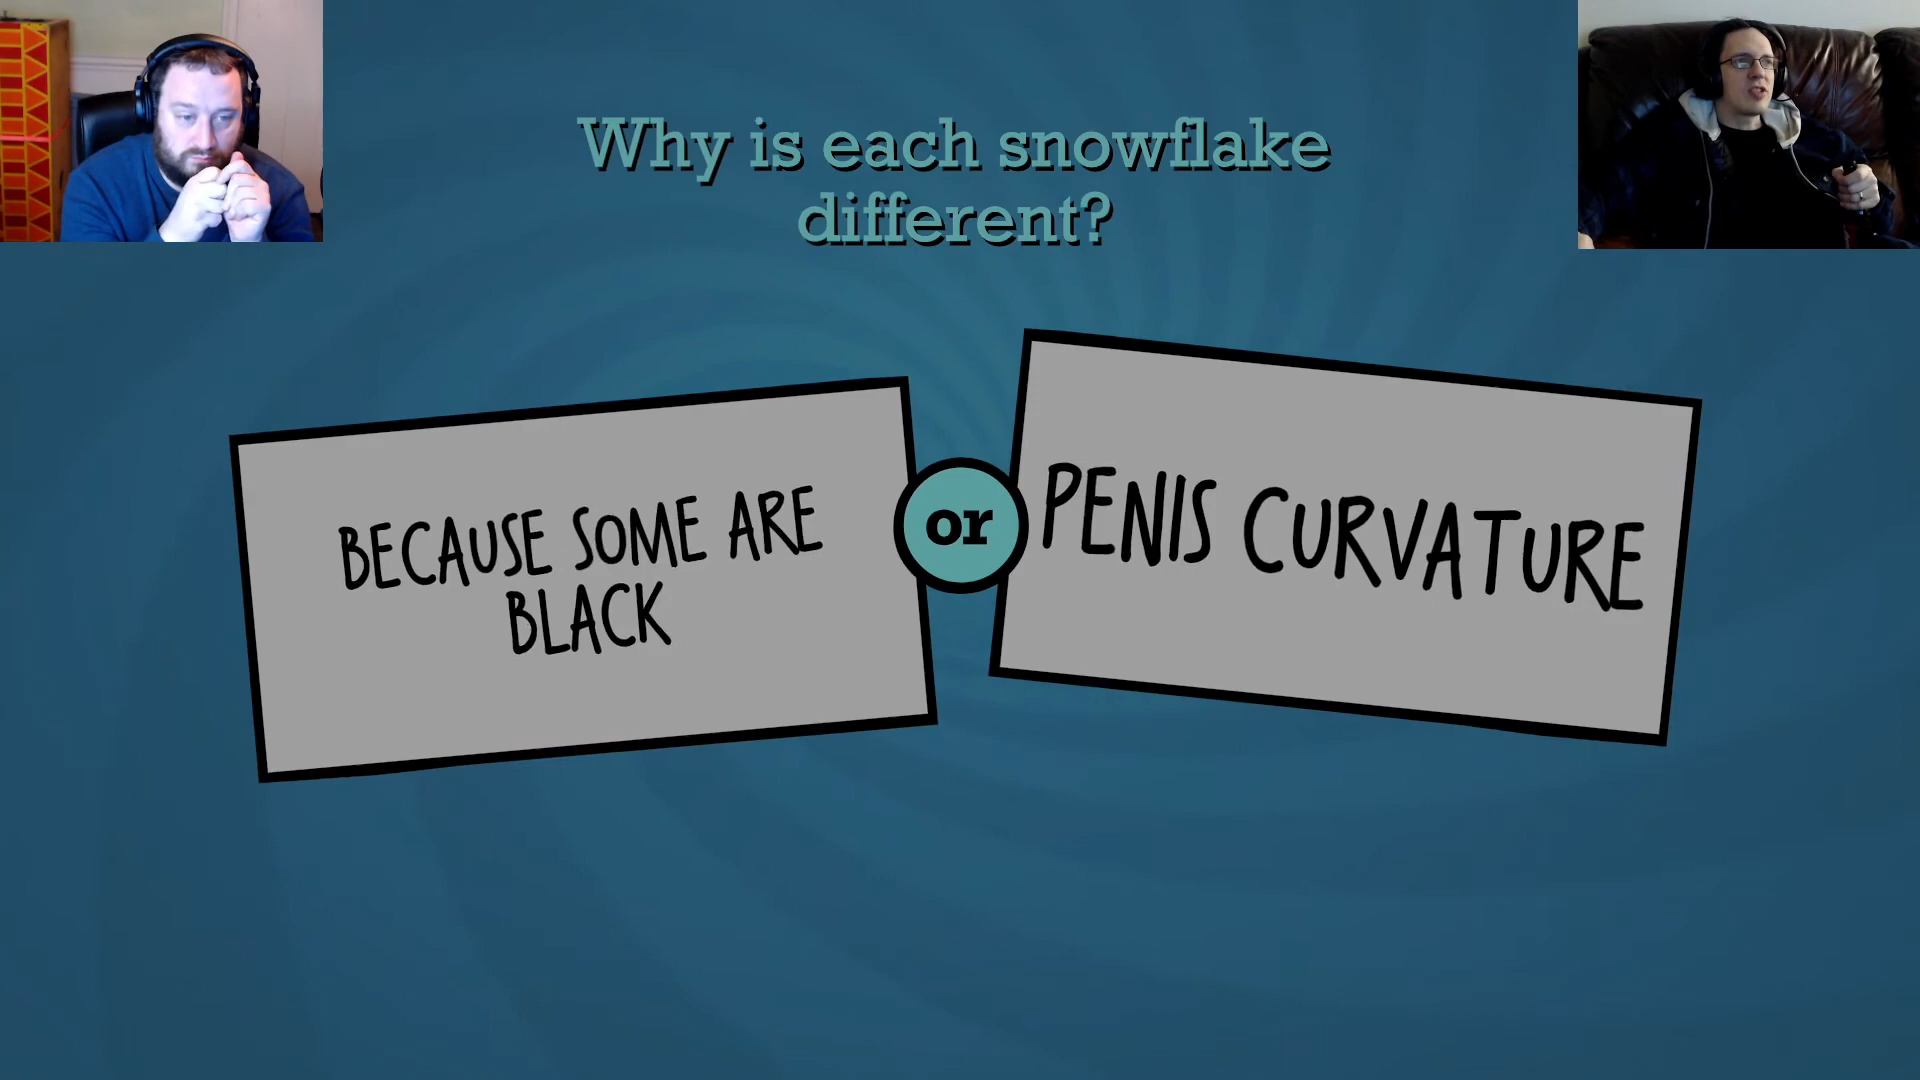 Why is each snowflake
different?
BECAUSE SOME ARE
BLACK
or
PENIS CURVATURE